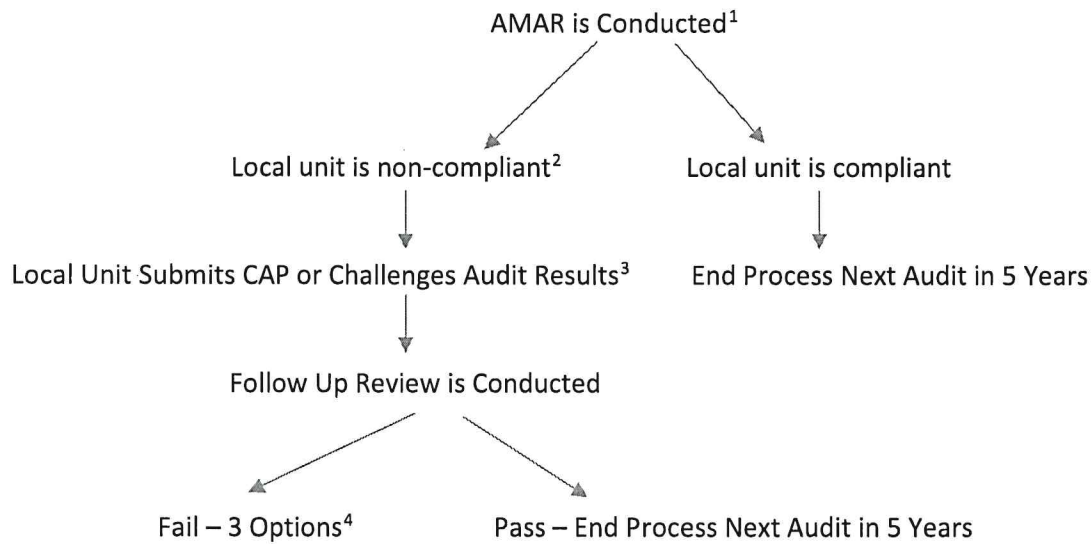 AMAR is Conducted¹
Local unit is non-compliant²
Local unit is compliant
Local Unit Submits CAP or Challenges Audit Results³
End Process Next Audit in 5 Years
Follow Up Review is Conducted
Fail – 3 Options⁴
Pass – End Process Next Audit in 5 Years